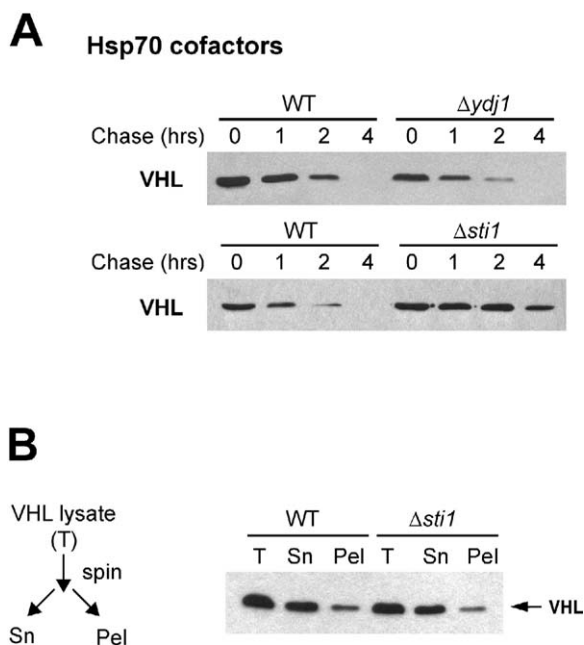 A
Hsp70 cofactors
WT Δydj1
Chase (hrs) 0 1 2 4 0 1 2 4
VHL
WT Δsti1
Chase (hrs) 0 1 2 4 0 1 2 4
VHL
B
VHL lysate
(T)
spin
Sn Pel
WT Δsti1
T Sn Pel T Sn Pel
VHL